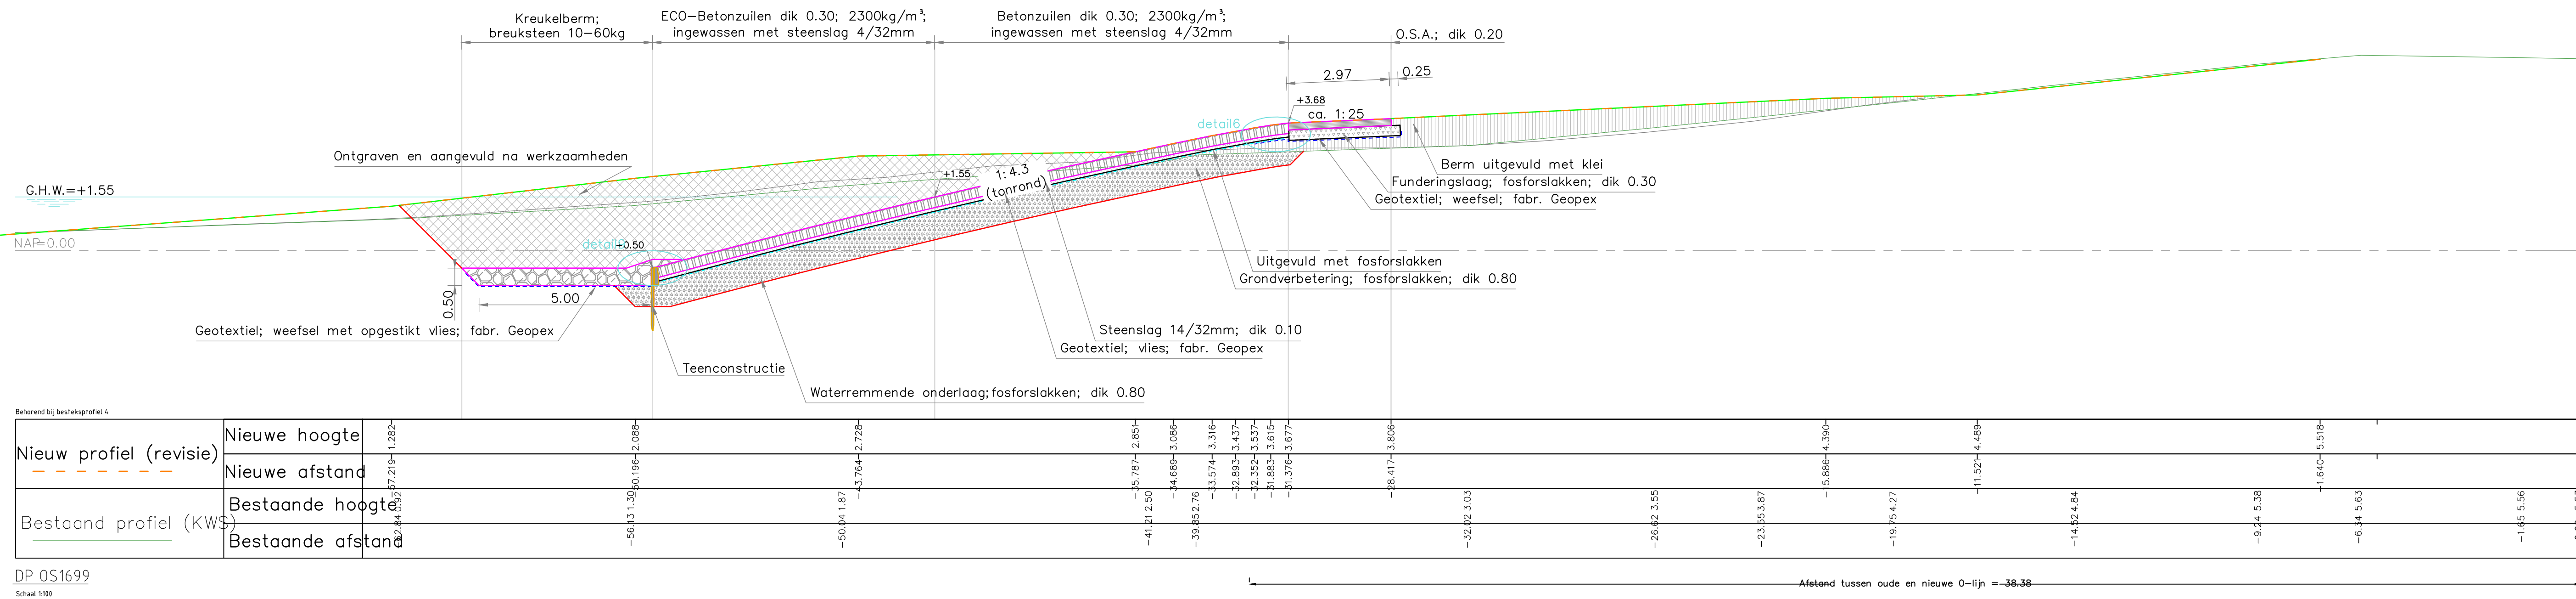 Kreukelberm;
breuksteen 10-60kg
ECO-Betonzuilen dik 0.30; 2300kg/m³;
ingewassen met steenslag 4/32mm
Betonzuilen dik 0.30; 2300kg/m³;
ingewassen met steenslag 4/32mm
O.S.A.; dik 0.20
2.97
0.25
+3.68
ca. 1:25
detail6
Ontgraven en aangevuld na werkzaamheden
Berm uitgevuld met klei
Funderingslaag; fosforslakken; dik 0.30
Geotextiel; weefsel; fabr. Geopex
G.H.W.=+1.55
+1.55
1:4.3
(tonrond)
NAP=0.00
+0.50
Uitgevuld met fosforslakken
Grondverbetering; fosforslakken; dik 0.80
0.50
5.00
Geotextiel; weefsel met opgestikt vlies; fabr. Geopex
Steenslag 14/32mm; dik 0.10
Geotextiel; vlies; fabr. Geopex
Teenconstructie
Waterremmende onderlaag;fosforslakken; dik 0.80
Behorend bij besteksprofiel 4
Nieuw profiel (revisie)
Nieuwe hoogte
1.282 2.088 2.728 2.851 3.086 3.316 3.437 3.537 3.615 3.677 3.806 4.390 4.489 5.518
Nieuwe afstand
-57.219 -50.196 -43.764 -35.787 -34.689 -33.574 -32.893 -32.352 -31.883 -31.376 -28.417 -15.886 -11.521 -1.640
Bestaand profiel (KWS)
Bestaande hoogte
0.92 1.30 1.87 2.50 2.76 3.03 3.55 3.87 4.27 4.84 5.38 5.63 5.56
Bestaande afstand
-62.84 -56.13 -50.04 -41.21 -39.85 -32.02 -26.62 -23.55 -19.75 -14.52 -9.24 -6.34 -1.65
DP OS1699
Schaal 1:100
Afstand tussen oude en nieuwe 0-lijn = 38.38